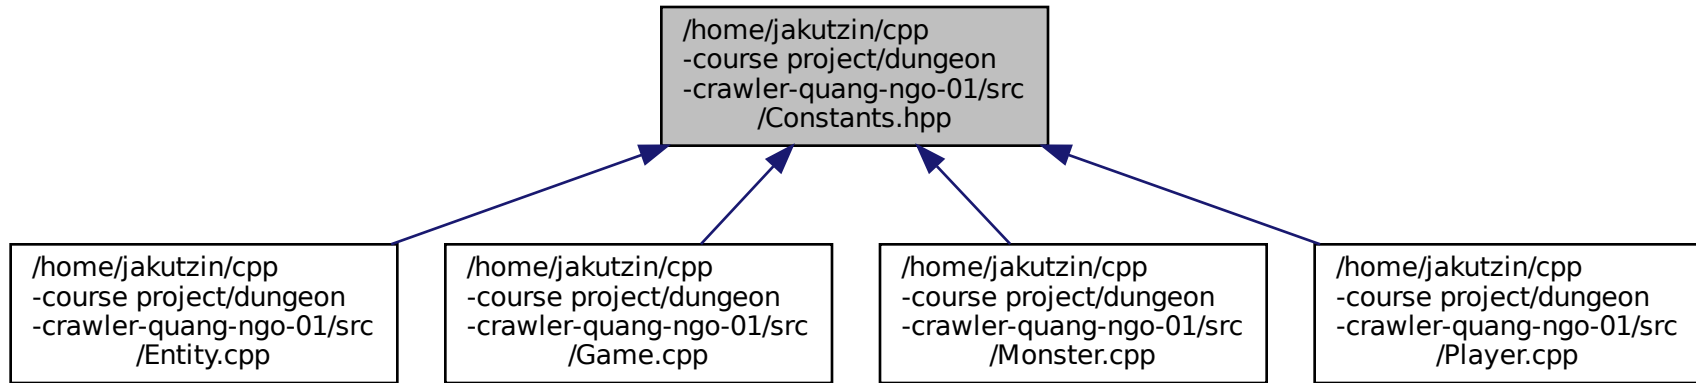 /home/jakutzin/cpp
-course project/dungeon
-crawler-quang-ngo-01/src
/Constants.hpp
/home/jakutzin/cpp
-course project/dungeon
-crawler-quang-ngo-01/src
/Entity.cpp
/home/jakutzin/cpp
-course project/dungeon
-crawler-quang-ngo-01/src
/Game.cpp
/home/jakutzin/cpp
-course project/dungeon
-crawler-quang-ngo-01/src
/Monster.cpp
/home/jakutzin/cpp
-course project/dungeon
-crawler-quang-ngo-01/src
/Player.cpp